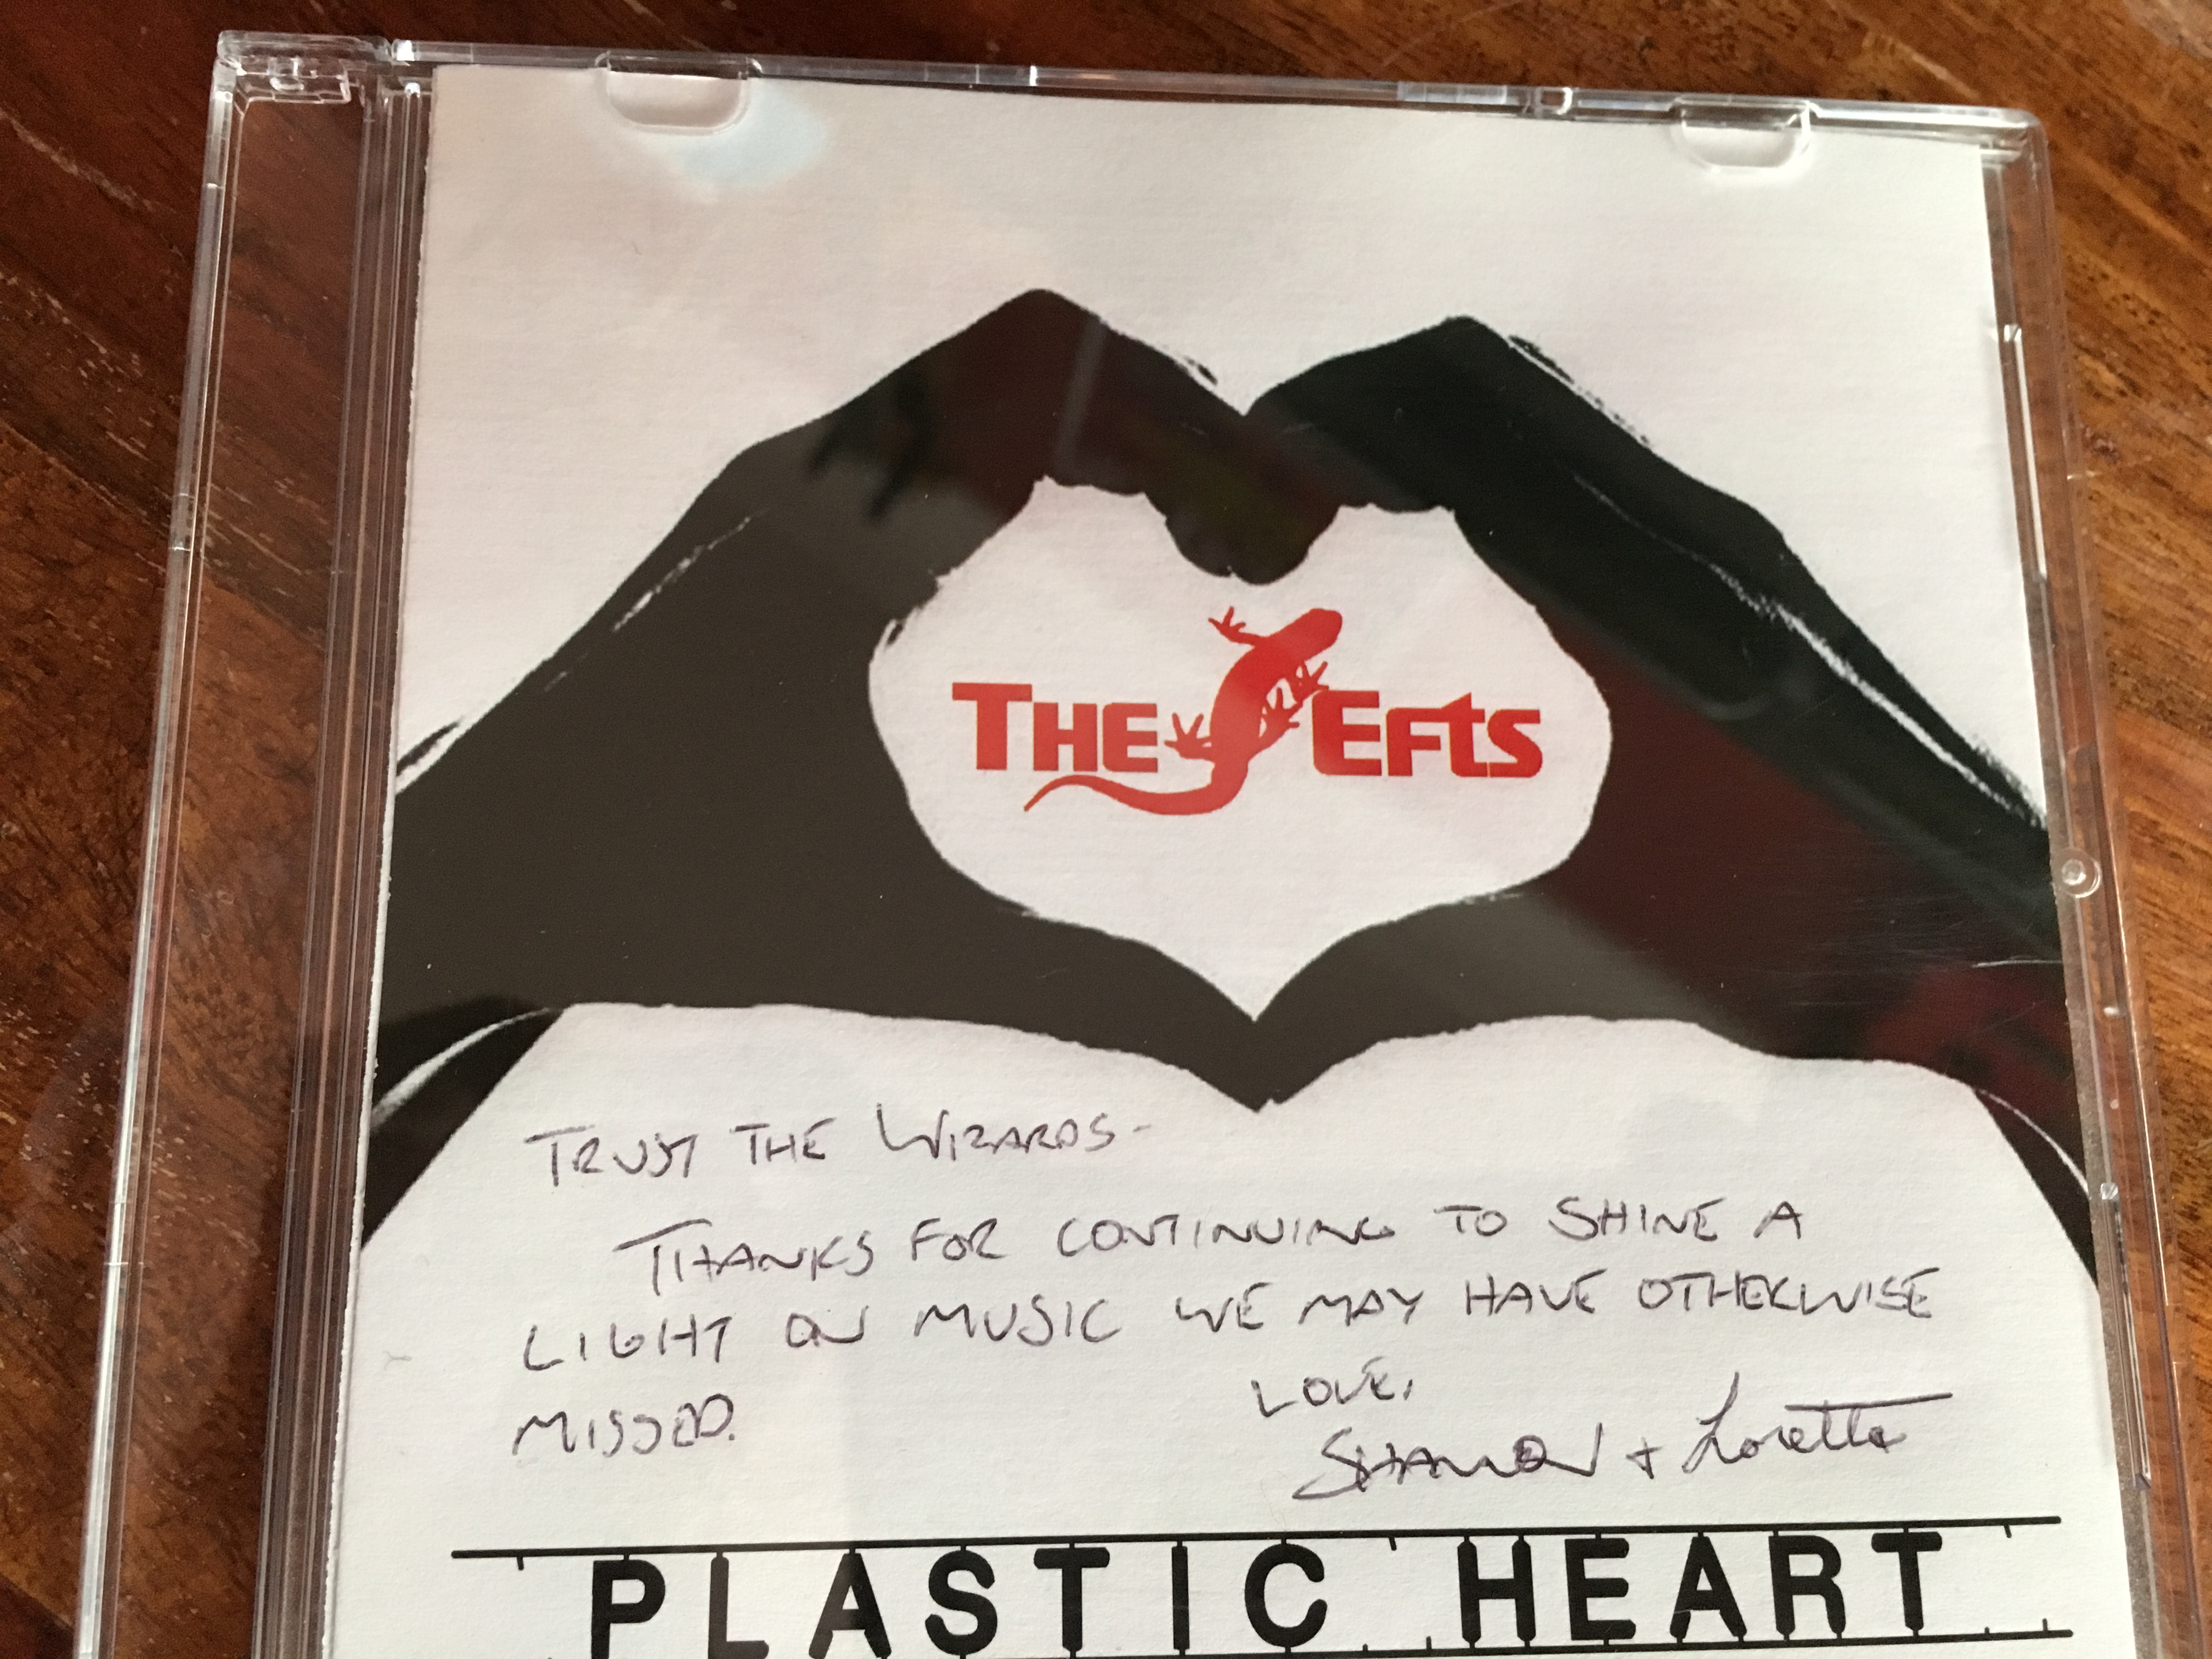 THE EFTS
TRUST THE WIZARDS-
THANKS FOR CONTINUING TO SHINE A
LIGHT ON MUSIC WE MAY HAVE OTHERWISE
MISSED.
LOVE,
SHANNON + Loretta
PLASTIC HEART